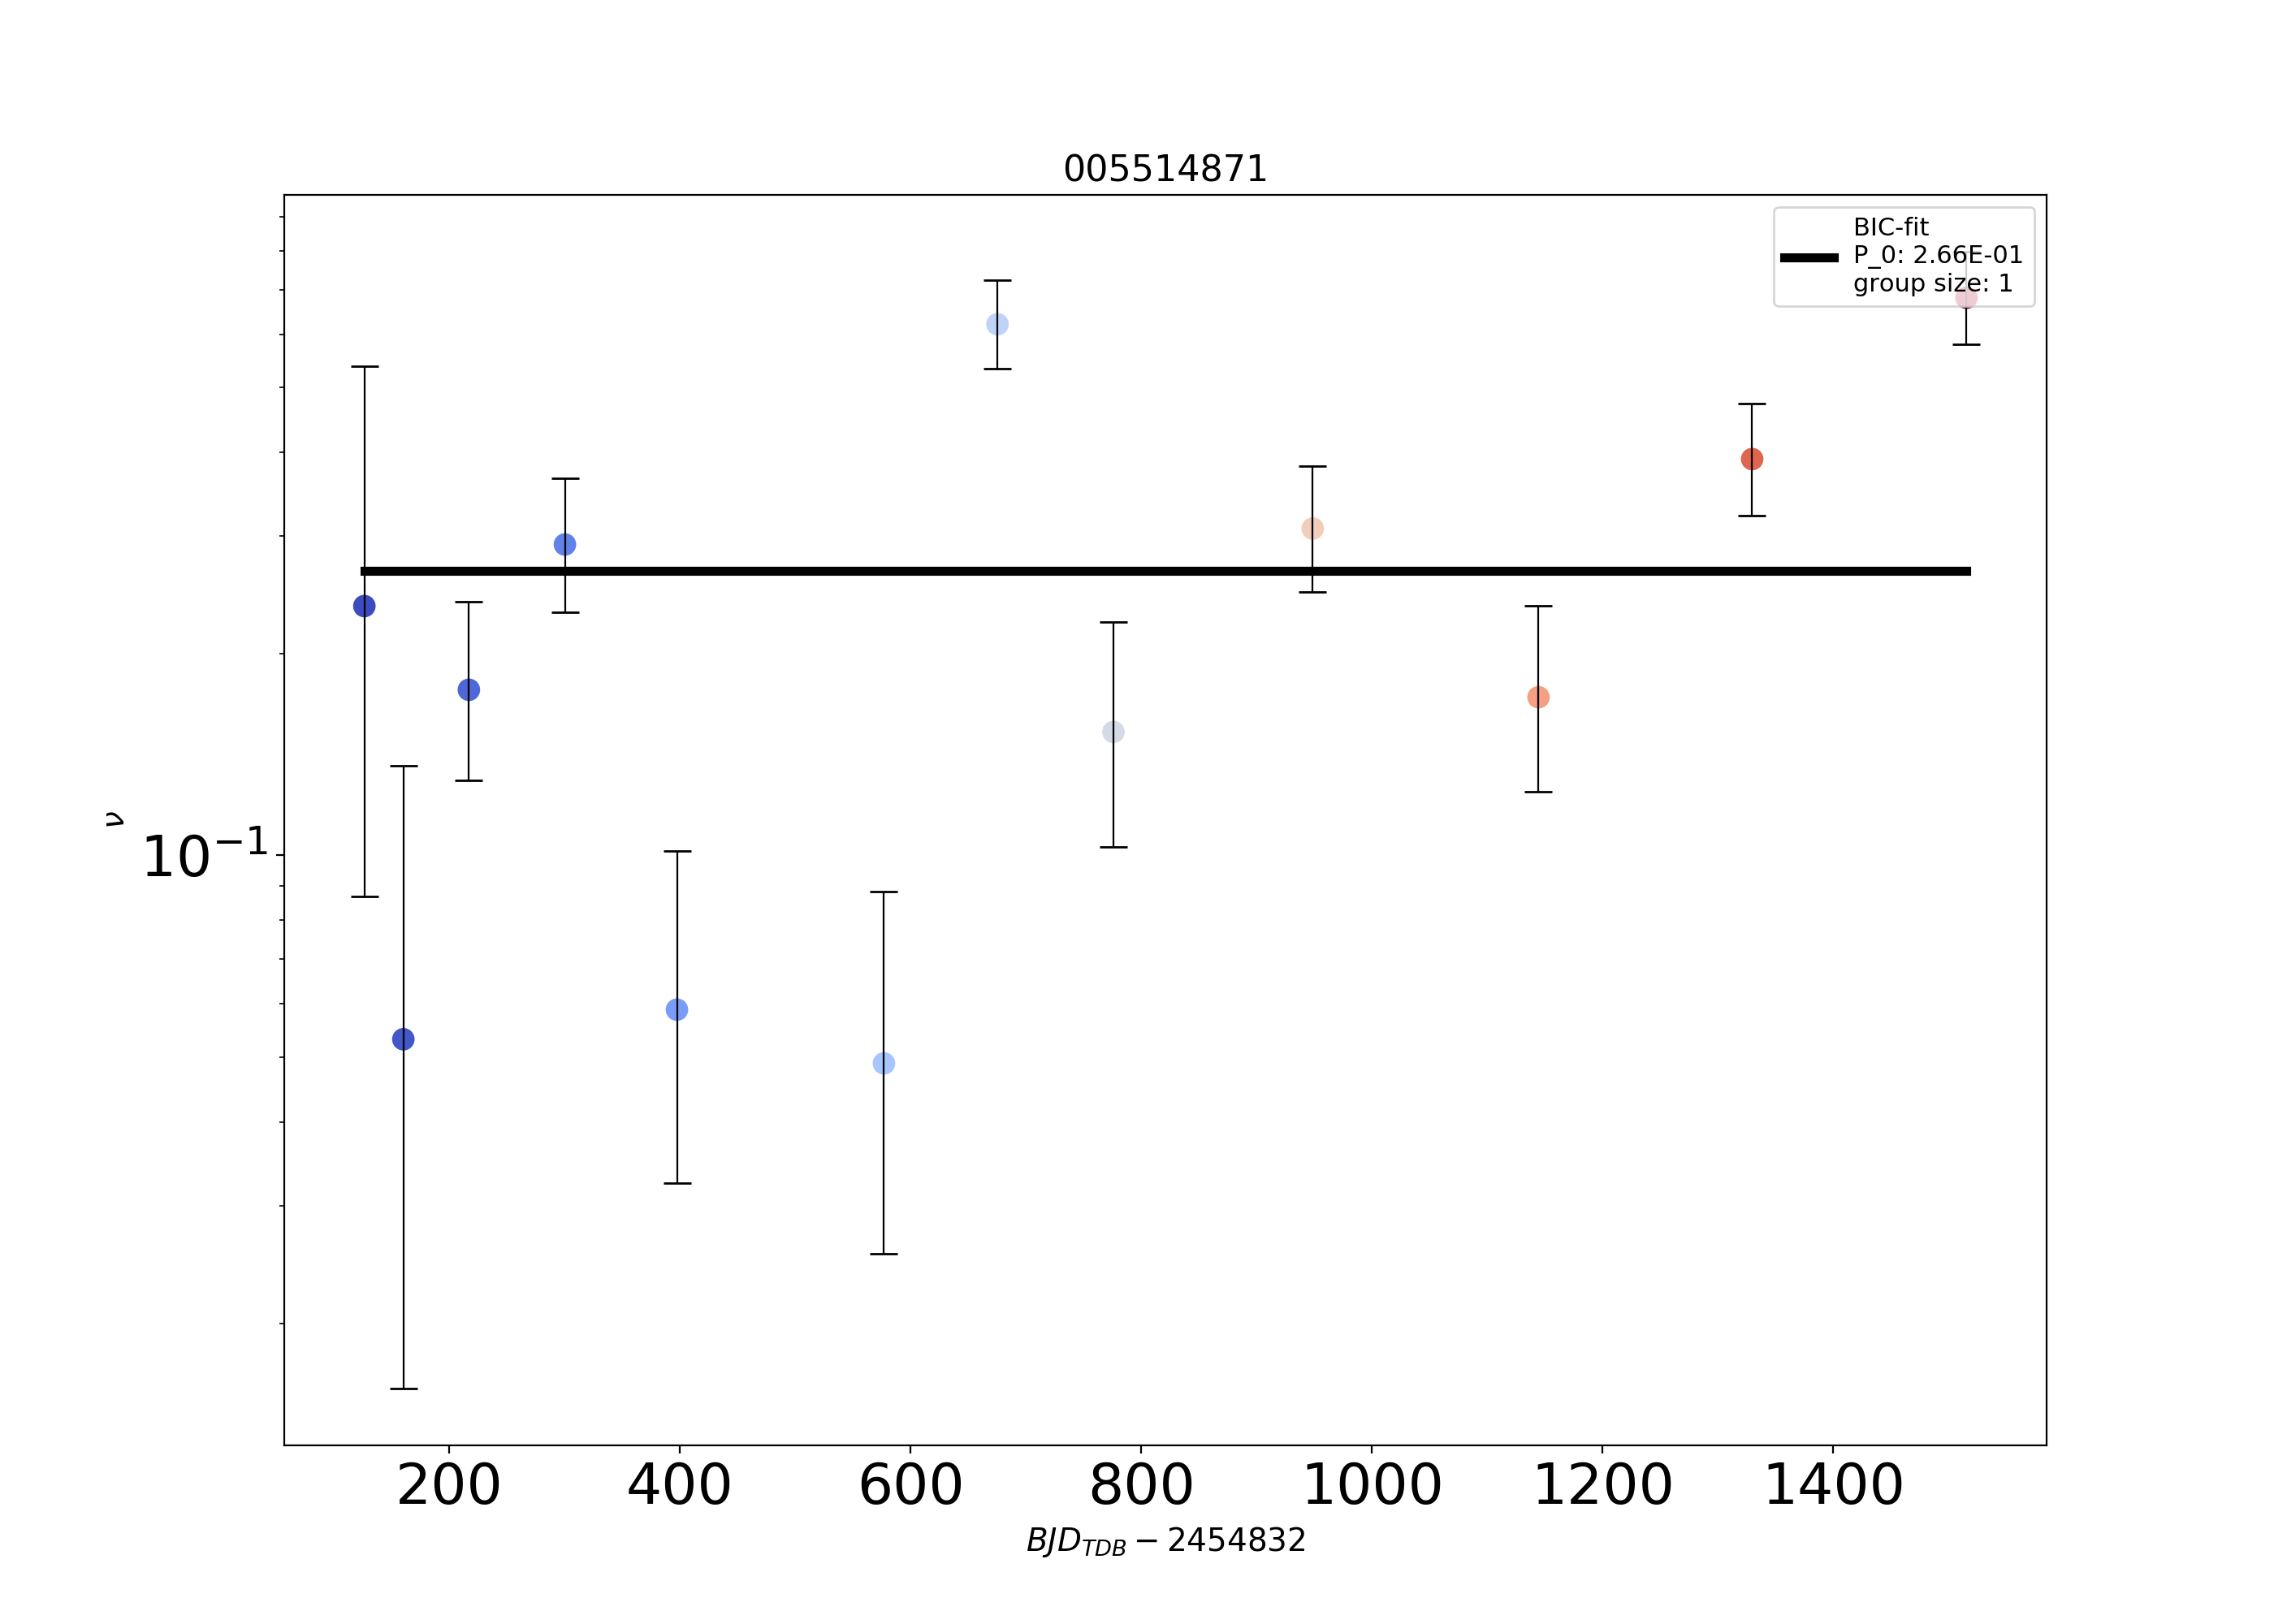 005514871
BIC-fit
P_0: 2.66E-01
group size: 1
ν
10⁻¹
200 400 600 800 1000 1200 1400
BJD_TDB − 2454832